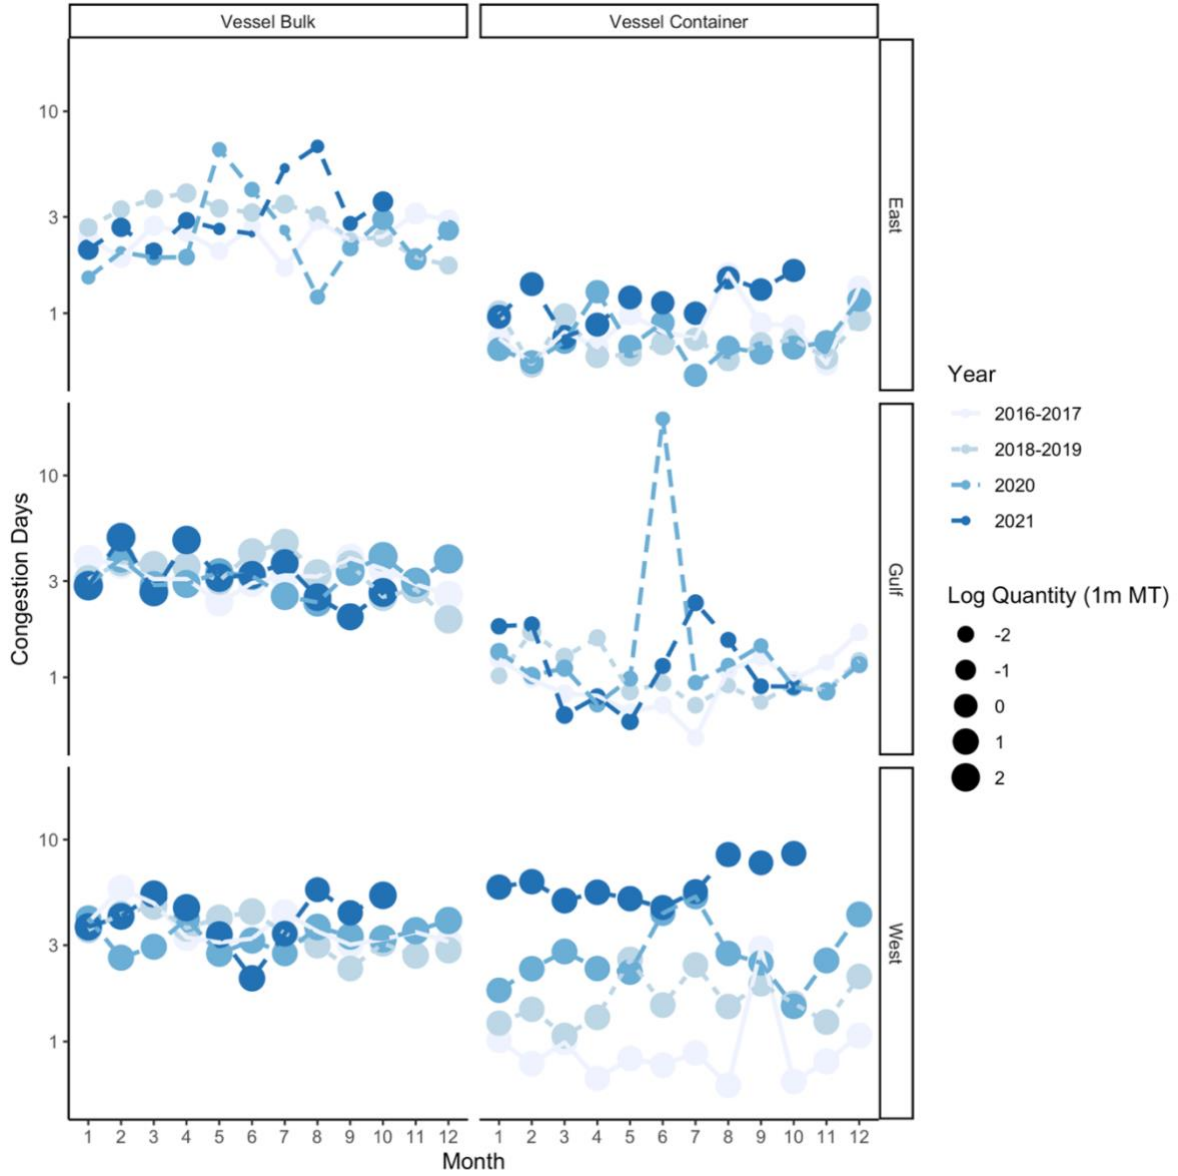 Vessel Bulk
Vessel Container
10
3
1
East
10
3
1
Gulf
10
3
1
West
Congestion Days
1 2 3 4 5 6 7 8 9 10 11 12
1 2 3 4 5 6 7 8 9 10 11 12
Month
Year
2016-2017
2018-2019
2020
2021
Log Quantity (1m MT)
-2
-1
0
1
2